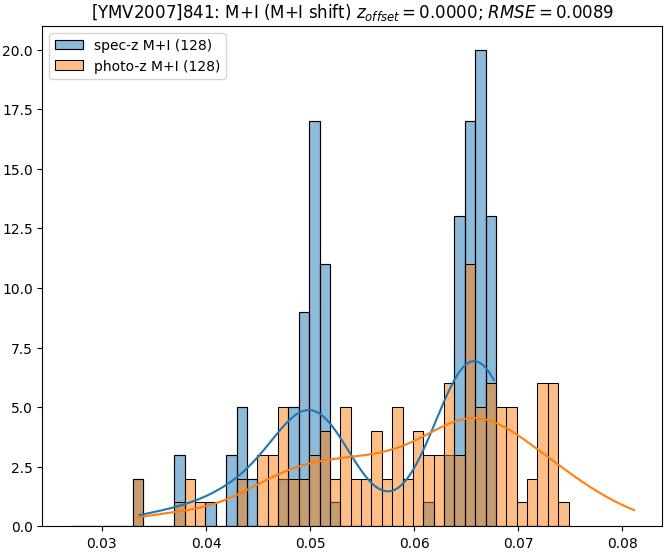 [YMV2007]841: M+I (M+I shift) z_offset = 0.0000; RMSE = 0.0089
spec-z M+I (128)
photo-z M+I (128)
20.0
17.5
15.0
12.5
10.0
7.5
5.0
2.5
0.0
0.03 0.04 0.05 0.06 0.07 0.08